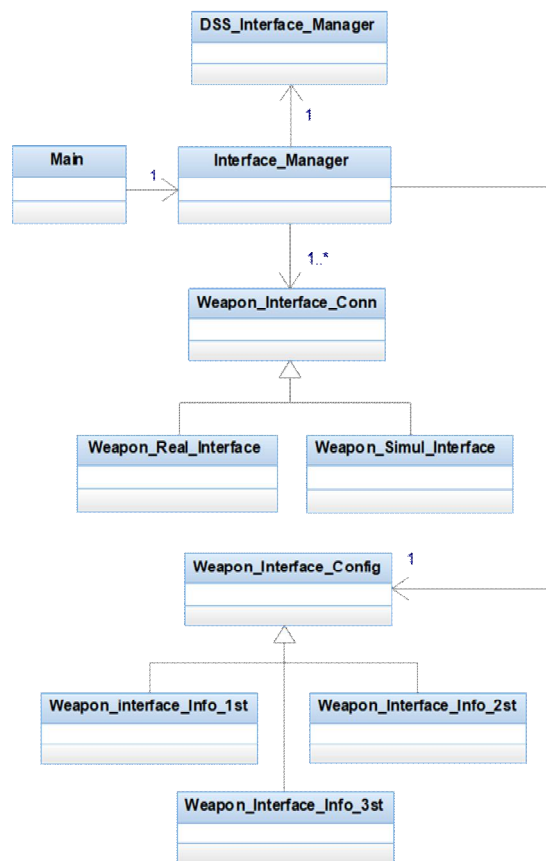 DSS_Interface_Manager
1
Main
Interface_Manager
1
1..*
Weapon_Interface_Conn
Weapon_Real_Interface
Weapon_Simul_Interface
Weapon_Interface_Config
1
Weapon_interface_Info_1st
Weapon_Interface_Info_2st
Weapon_Interface_Info_3st